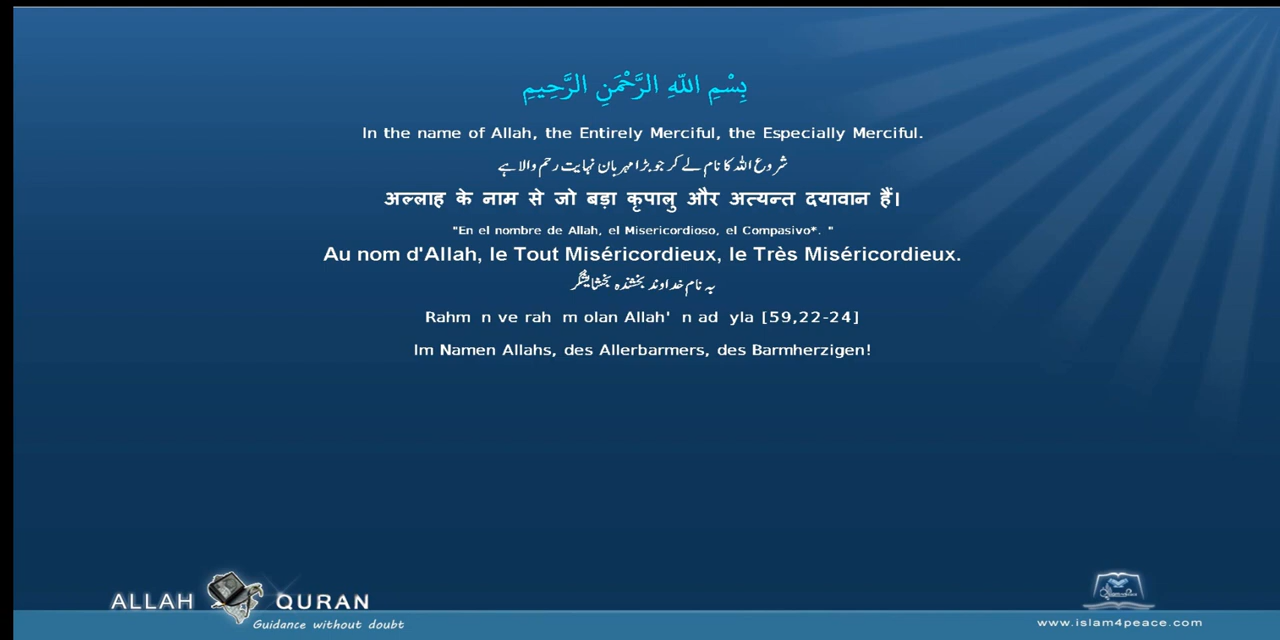 بِسْمِ اللّهِ الرَّحْمَنِ الرَّحِيمِ
In the name of Allah, the Entirely Merciful, the Especially Merciful.
شروع الله کا نام لے کر جو بڑا مہربان نہایت رحم والا ہے
अल्लाह के नाम से जो बड़ा कृपालु और अत्यन्त दयावान हैं।
"En el nombre de Allah, el Misericordioso, el Compasivo*. "
Au nom d'Allah, le Tout Miséricordieux, le Très Miséricordieux.
به نام خداوند بخشنده بخشایشگر
Rahm n ve rah m olan Allah' n ad yla [59,22-24]
Im Namen Allahs, des Allerbarmers, des Barmherzigen!
ALLAH QURAN
Guidance without doubt
www.islam4peace.com